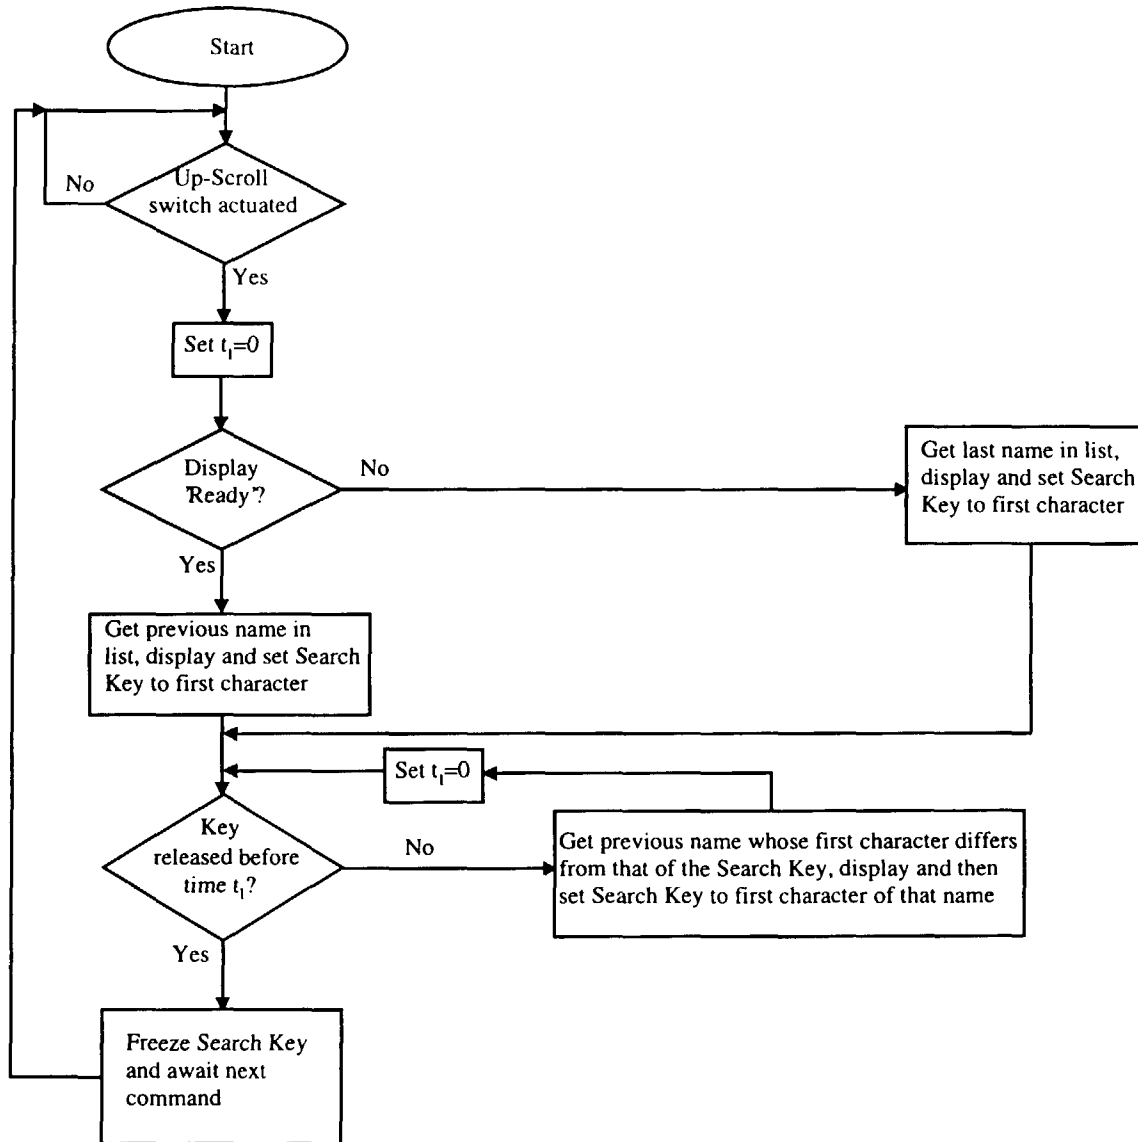 Start
No
Up-Scroll
switch actuated
Yes
Set t₁=0
Display
'Ready'?
No
Get last name in list,
display and set Search
Key to first character
Yes
Get previous name in
list, display and set Search
Key to first character
Set t₁=0
Key
released before
time t₁?
No
Get previous name whose first character differs
from that of the Search Key, display and then
set Search Key to first character of that name
Yes
Freeze Search Key
and await next
command